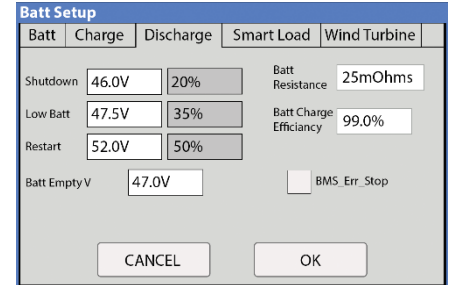 Batt Setup
Batt Charge Discharge Smart Load Wind Turbine
Shutdown 46.0V 20%
Batt Resistance 25mOhms
Low Batt 47.5V 35%
Batt Charge Efficiancy 99.0%
Restart 52.0V 50%
Batt Empty V 47.0V
BMS_Err_Stop
CANCEL OK